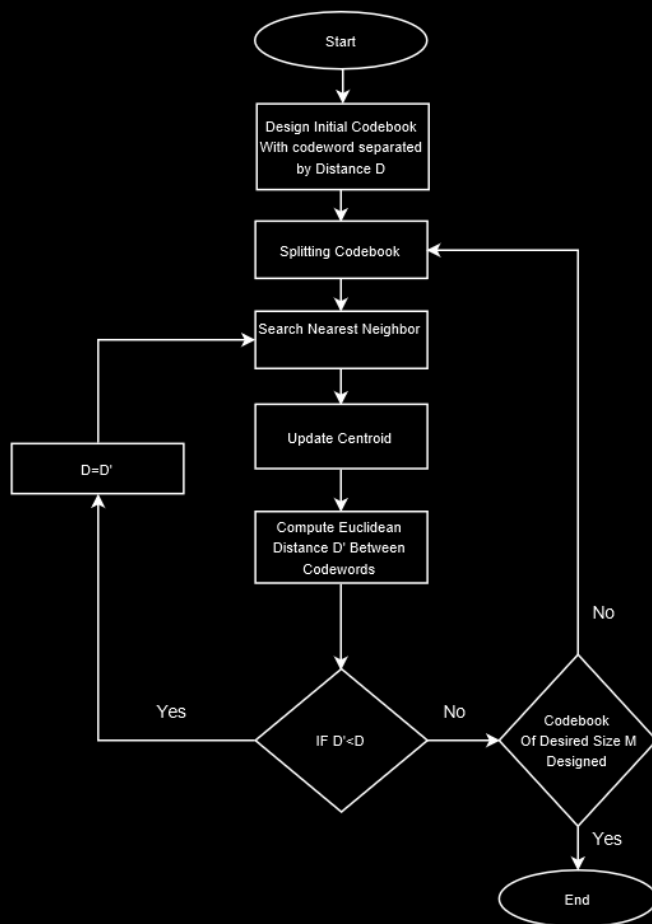 Start
Design Initial Codebook
With codeword separated
by Distance D
Splitting Codebook
Search Nearest Neighbor
Update Centroid
D=D'
Compute Euclidean
Distance D' Between
Codewords
No
Yes
No
IF D'<D
Codebook
Of Desired Size M
Designed
Yes
End